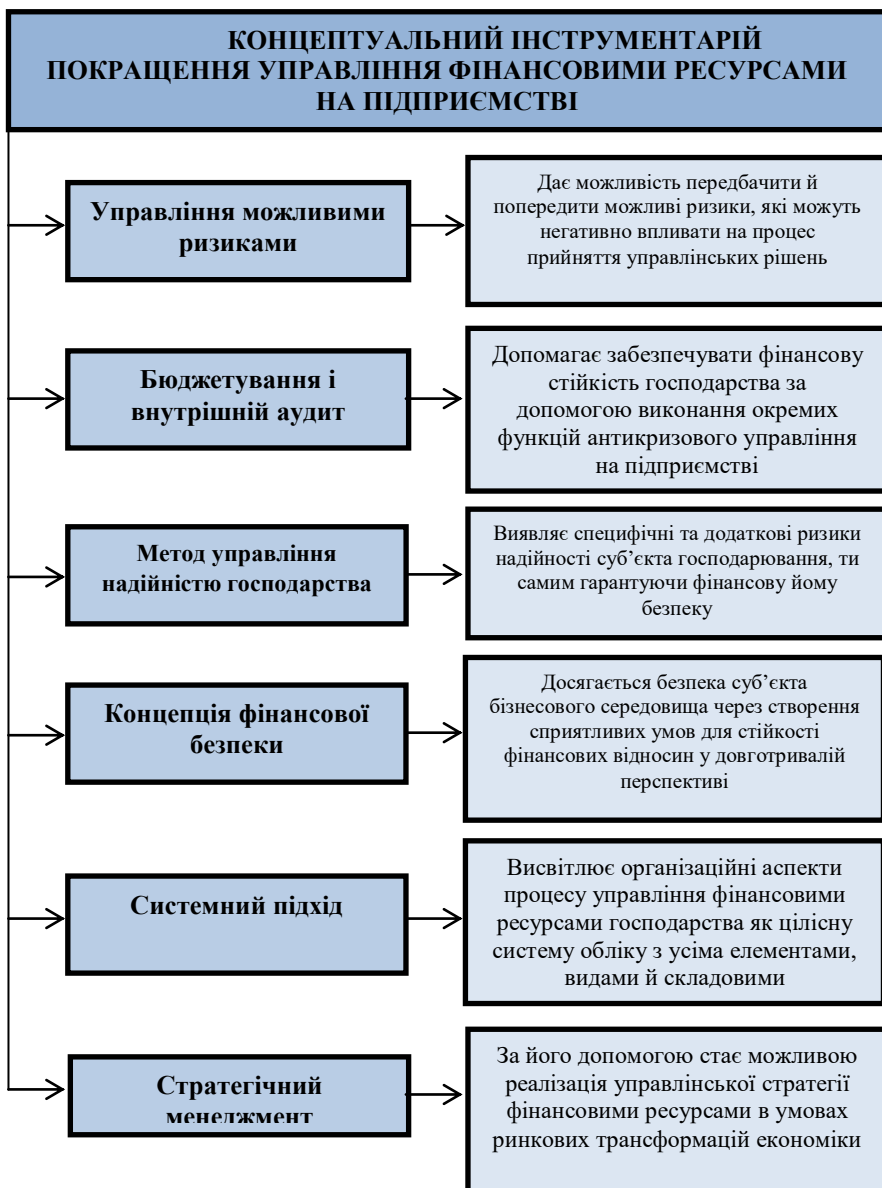 КОНЦЕПТУАЛЬНИЙ ІНСТРУМЕНТАРІЙ
ПОКРАЩЕННЯ УПРАВЛІННЯ ФІНАНСОВИМИ РЕСУРСАМИ
НА ПІДПРИЄМСТВІ
Управління можливими
ризиками
Дає можливість передбачити й
попередити можливі ризики, які можуть
негативно впливати на процес
прийняття управлінських рішень
Бюджетування і
внутрішній аудит
Допомагає забезпечувати фінансову
стійкість господарства за
допомогою виконання окремих
функцій антикризового управління
на підприємстві
Метод управління
надійністю господарства
Виявляє специфічні та додаткові ризики
надійності суб’єкта господарювання, ти
самим гарантуючи фінансову йому
безпеку
Концепція фінансової
безпеки
Досягається безпека суб’єкта
бізнесового середовища через створення
сприятливих умов для стійкості
фінансових відносин у довготривалій
перспективі
Системний підхід
Висвітлює організаційні аспекти
процесу управління фінансовими
ресурсами господарства як цілісну
систему обліку з усіма елементами,
видами й складовими
Стратегічний
менеджмент
За його допомогою стає можливою
реалізація управлінської стратегії
фінансовими ресурсами в умовах
ринкових трансформацій економіки